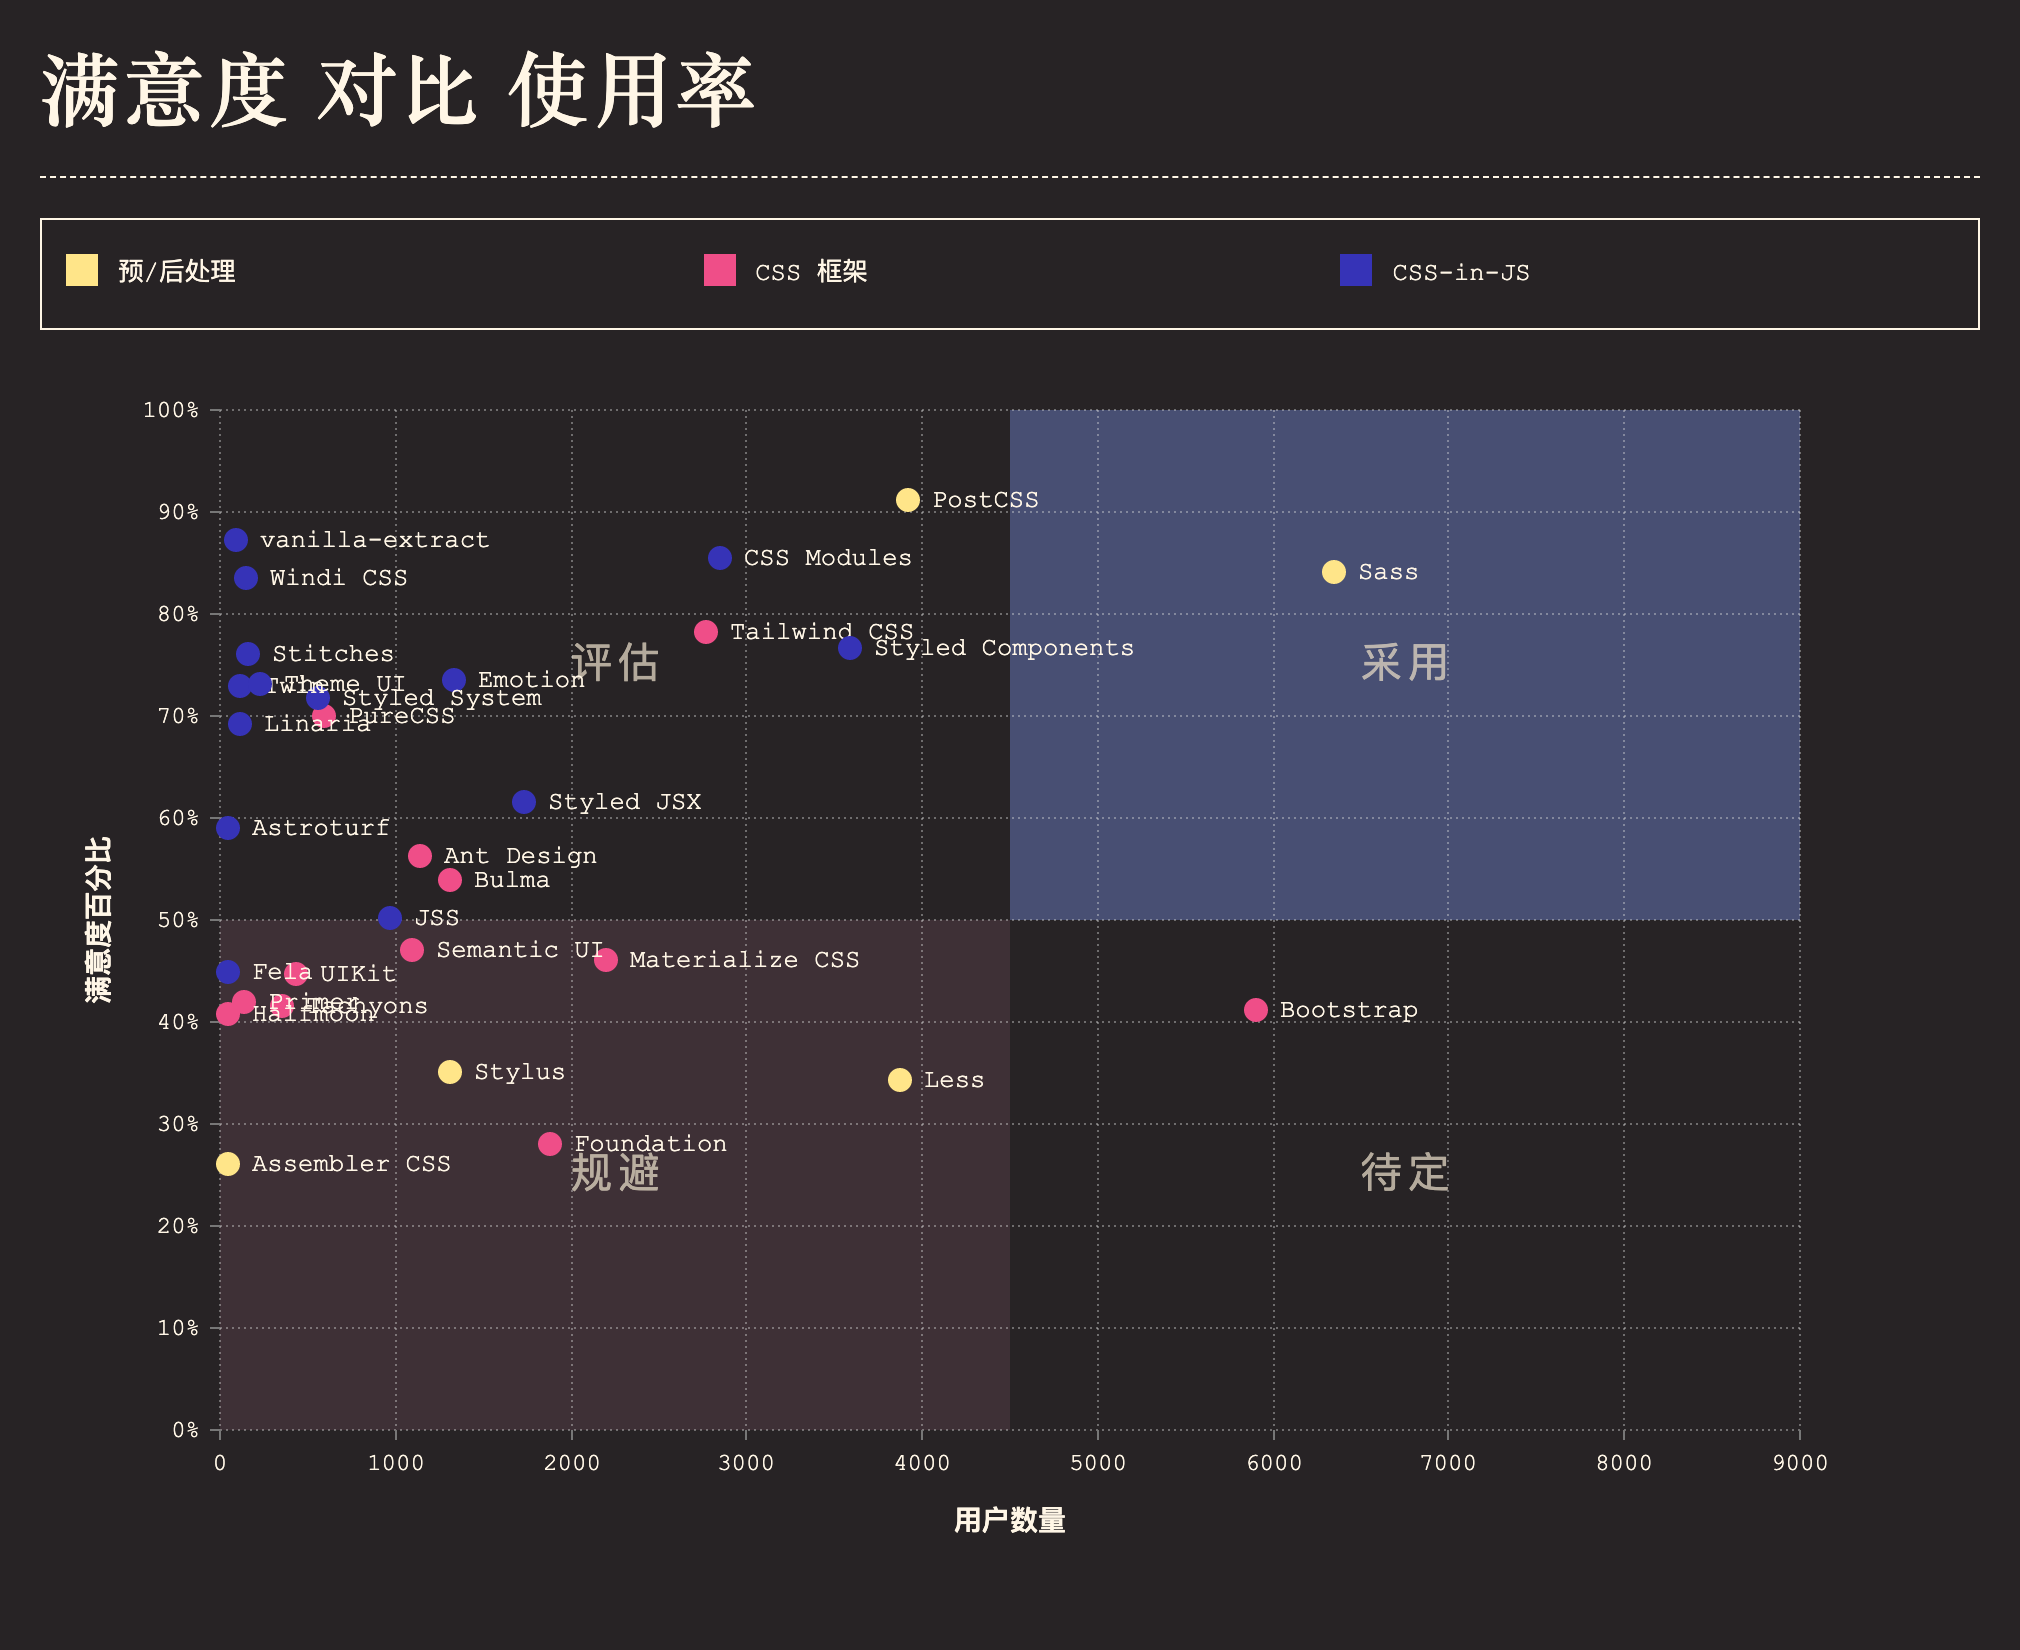 满意度 对比 使用率
预/后处理
CSS 框架
CSS-in-JS
100%
90%
80%
70%
60%
50%
40%
30%
20%
10%
0%
满意度百分比
PostCSS
vanilla-extract
CSS Modules
Sass
Windi CSS
Tailwind CSS
Styled Components
Stitches
评估
采用
Emotion
Theme UI
Twin
Styled System
PureCSS
Linaria
Styled JSX
Astroturf
Ant Design
Bulma
JSS
Semantic UI
Materialize CSS
Fela
UIKit
Primer
Tachyons
Halfmoon
Bootstrap
Stylus
Less
Foundation
Assembler CSS
规避
待定
0 1000 2000 3000 4000 5000 6000 7000 8000 9000
用户数量